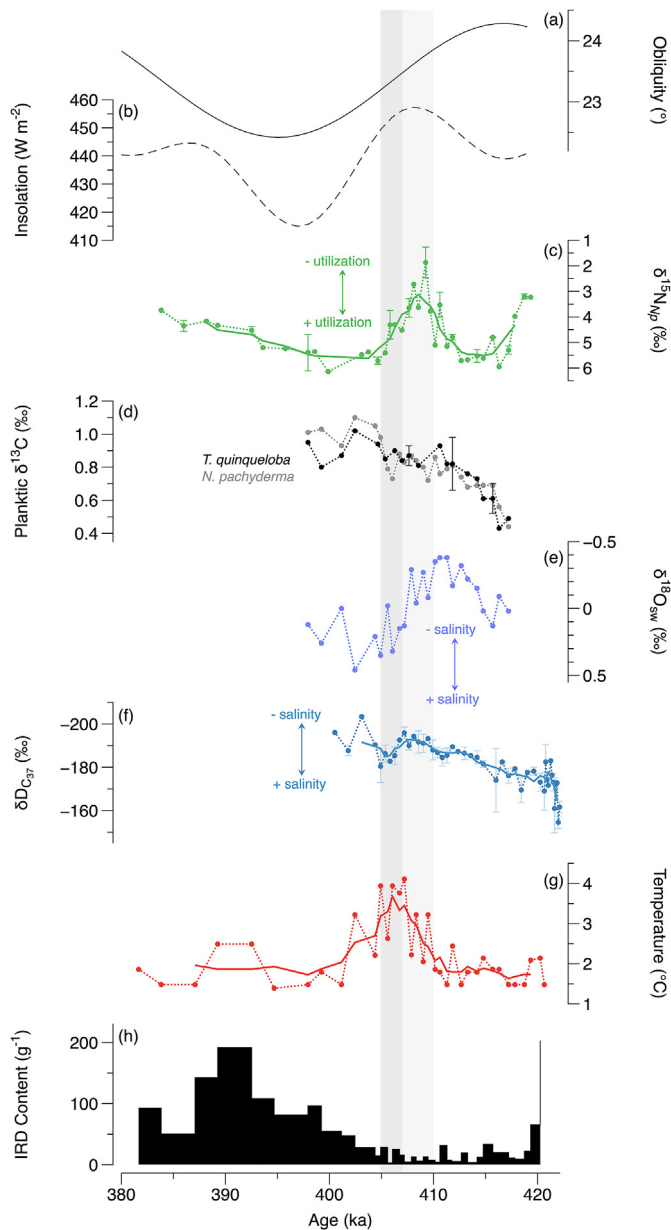 (a)
24
23
Obliquity (°)
(b)
460
450
440
430
420
410
Insolation (W m-2)
(c)
1
2
3
4
5
6
δ15NNp (‰)
- utilization
+ utilization
(d)
1.2
1.0
0.8
0.6
0.4
Planktic δ13C (‰)
T. quinqueloba
N. pachyderma
(e)
−0.5
0
0.5
δ18Osw (‰)
- salinity
+ salinity
(f)
−200
−180
−160
δDC37 (‰)
- salinity
+ salinity
(g)
4
3
2
1
Temperature (°C)
(h)
200
100
0
IRD Content (g-1)
380 390 400 410 420
Age (ka)